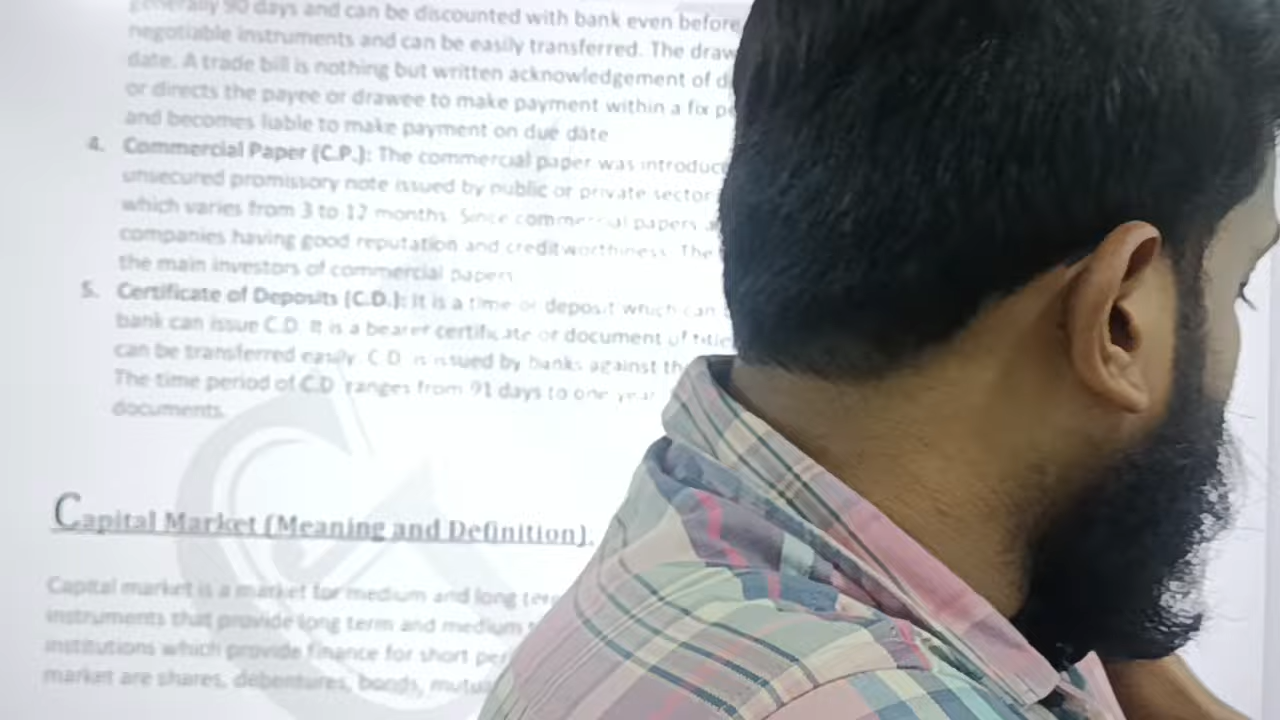 generally 90 days and can be discounted with bank even before
negotiable instruments and can be easily transferred. The draw
date. A trade bill is nothing but written acknowledgement of d
or directs the payee or drawee to make payment within a fix pe
and becomes liable to make payment on due date
4. Commercial Paper (C.P.): The commercial paper was introduc
unsecured promissory note issued by public or private sector
which varies from 3 to 12 months. Since commercial papers a
companies having good reputation and creditworthiness. The
the main investors of commercial papers
5. Certificate of Deposits (C.D.): It is a time or deposit which can
bank can issue C.D. It is a bearer certificate or document of title
can be transferred easily. C.D. is issued by banks against th
The time period of C.D. ranges from 91 days to one year
documents.
Capital Market (Meaning and Definition).
Capital market is a market for medium and long ter
instruments that provide long term and medium t
institutions which provide finance for short per
market are shares, debentures, bonds, mutu